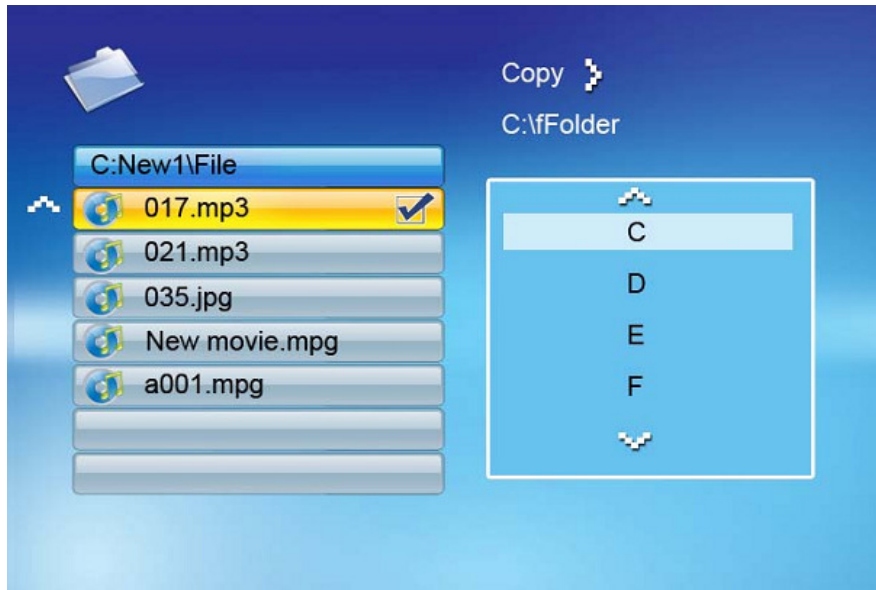 Copy
C:\fFolder
C:New1\File
017.mp3
021.mp3
035.jpg
New movie.mpg
a001.mpg
C
D
E
F